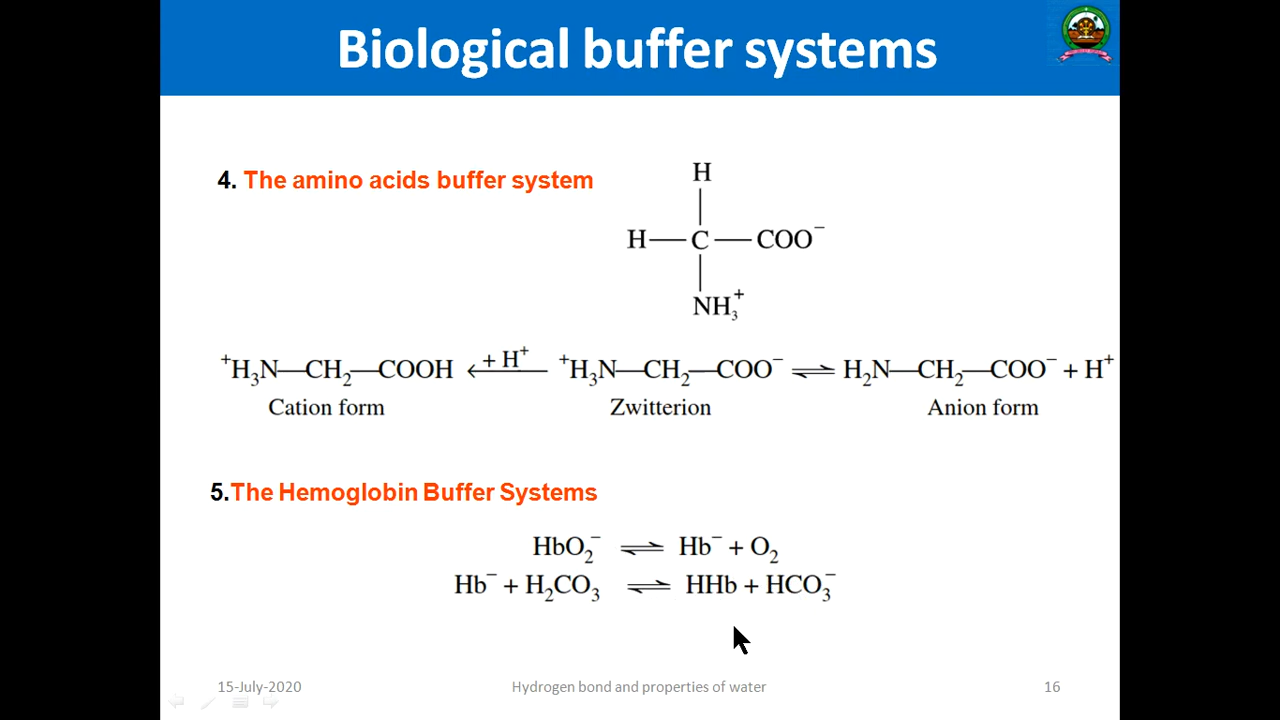 Biological buffer systems
4. The amino acids buffer system
H
H—C—COO⁻
NH₃⁺
⁺H₃N—CH₂—COOH ←(+ H⁺) ⁺H₃N—CH₂—COO⁻ ⇌ H₂N—CH₂—COO⁻ + H⁺
Cation form Zwitterion Anion form
5.The Hemoglobin Buffer Systems
HbO₂⁻ ⇌ Hb⁻ + O₂
Hb⁻ + H₂CO₃ ⇌ HHb + HCO₃⁻
15-July-2020 Hydrogen bond and properties of water 16